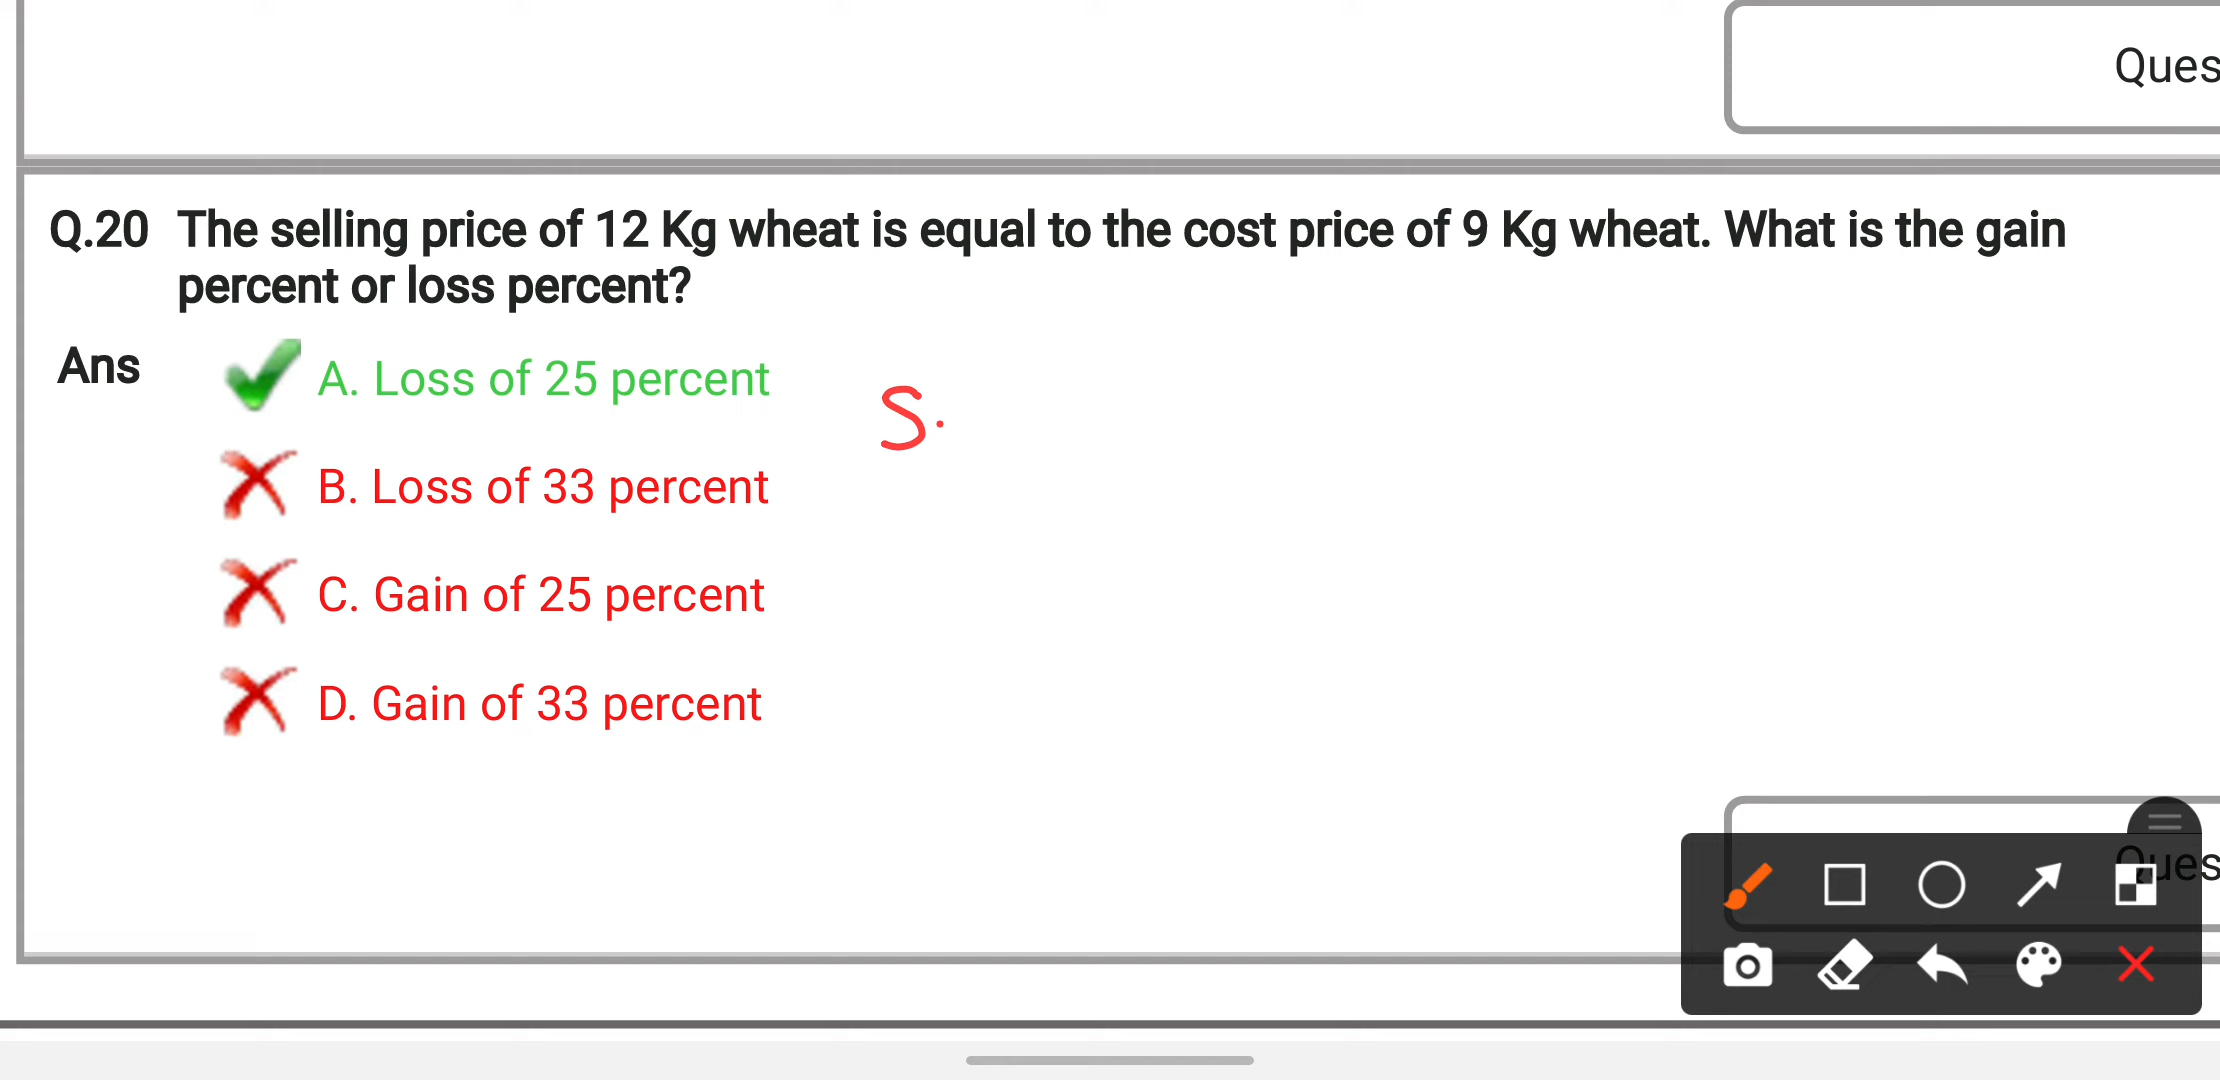 Ques
Q.20 The selling price of 12 Kg wheat is equal to the cost price of 9 Kg wheat. What is the gain
percent or loss percent?
Ans
A. Loss of 25 percent
S.
B. Loss of 33 percent
C. Gain of 25 percent
D. Gain of 33 percent
Ques